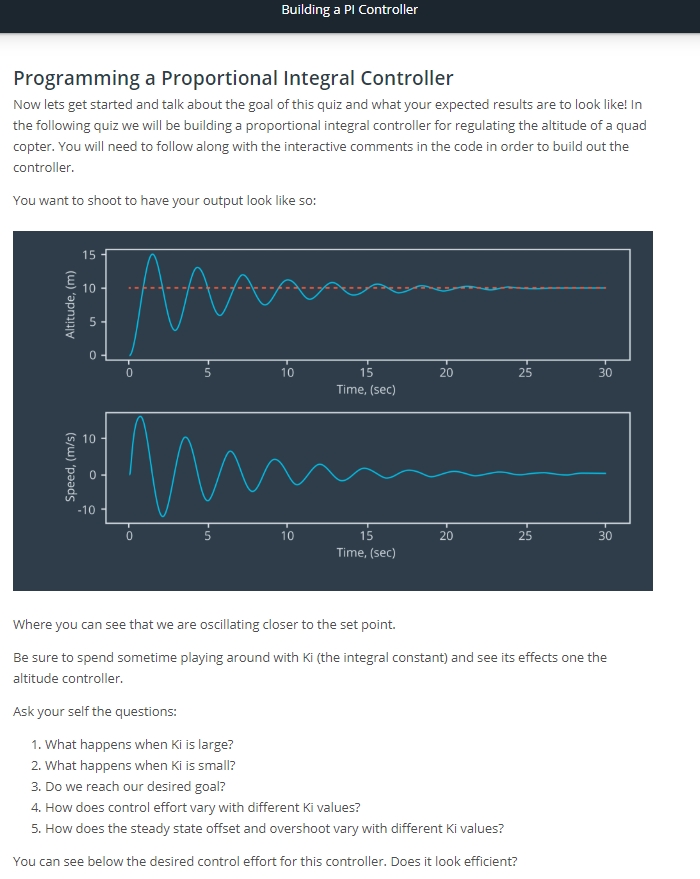 Building a PI Controller
Programming a Proportional Integral Controller
Now lets get started and talk about the goal of this quiz and what your expected results are to look like! In
the following quiz we will be building a proportional integral controller for regulating the altitude of a quad
copter. You will need to follow along with the interactive comments in the code in order to build out the
controller.
You want to shoot to have your output look like so:
15
10
5
0
Altitude, (m)
0 5 10 15 20 25 30
Time, (sec)
10
0
-10
Speed, (m/s)
0 5 10 15 20 25 30
Time, (sec)
Where you can see that we are oscillating closer to the set point.
Be sure to spend sometime playing around with Ki (the integral constant) and see its effects one the
altitude controller.
Ask your self the questions:
1. What happens when Ki is large?
2. What happens when Ki is small?
3. Do we reach our desired goal?
4. How does control effort vary with different Ki values?
5. How does the steady state offset and overshoot vary with different Ki values?
You can see below the desired control effort for this controller. Does it look efficient?